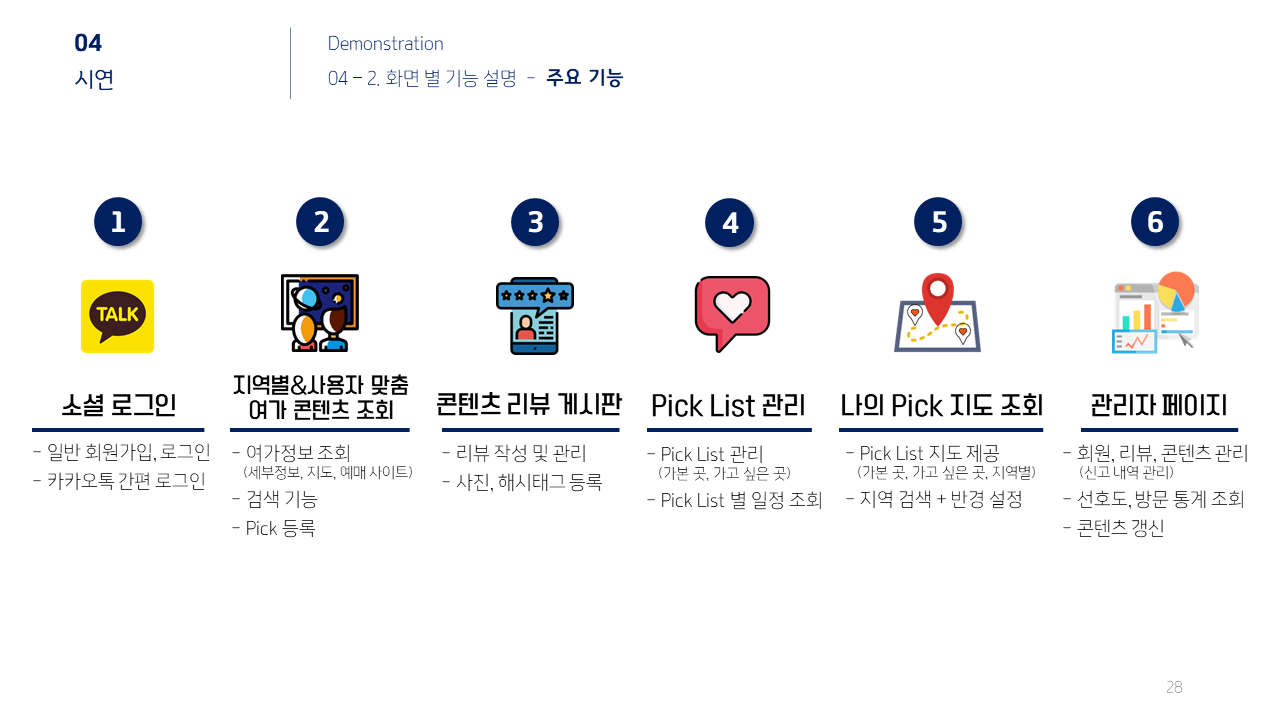 04
시연
Demonstration
04 – 2. 화면 별 기능 설명 - 주요 기능
1
TALK
소셜 로그인
- 일반 회원가입, 로그인
- 카카오톡 간편 로그인
2
지역별&사용자 맞춤
여가 콘텐츠 조회
- 여가정보 조회
(세부정보, 지도, 예매 사이트)
- 검색 기능
- Pick 등록
3
콘텐츠 리뷰 게시판
- 리뷰 작성 및 관리
- 사진, 해시태그 등록
4
Pick List 관리
- Pick List 관리
(가본 곳, 가고 싶은 곳)
- Pick List 별 일정 조회
5
나의 Pick 지도 조회
- Pick List 지도 제공
(가본 곳, 가고 싶은 곳, 지역별)
- 지역 검색 + 반경 설정
6
관리자 페이지
- 회원, 리뷰, 콘텐츠 관리
(신고 내역 관리)
- 선호도, 방문 통계 조회
- 콘텐츠 갱신
28